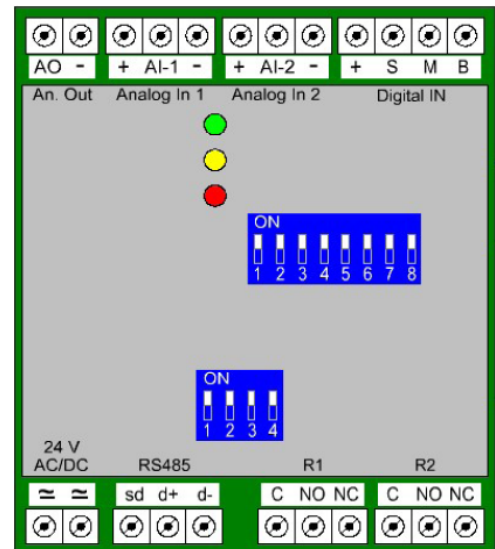 AO - + AI-1 - + AI-2 - + S M B
An. Out Analog In 1 Analog In 2 Digital IN
ON
1 2 3 4 5 6 7 8
ON
1 2 3 4
24 V
AC/DC RS485 R1 R2
≃ ≃ sd d+ d- C NO NC C NO NC